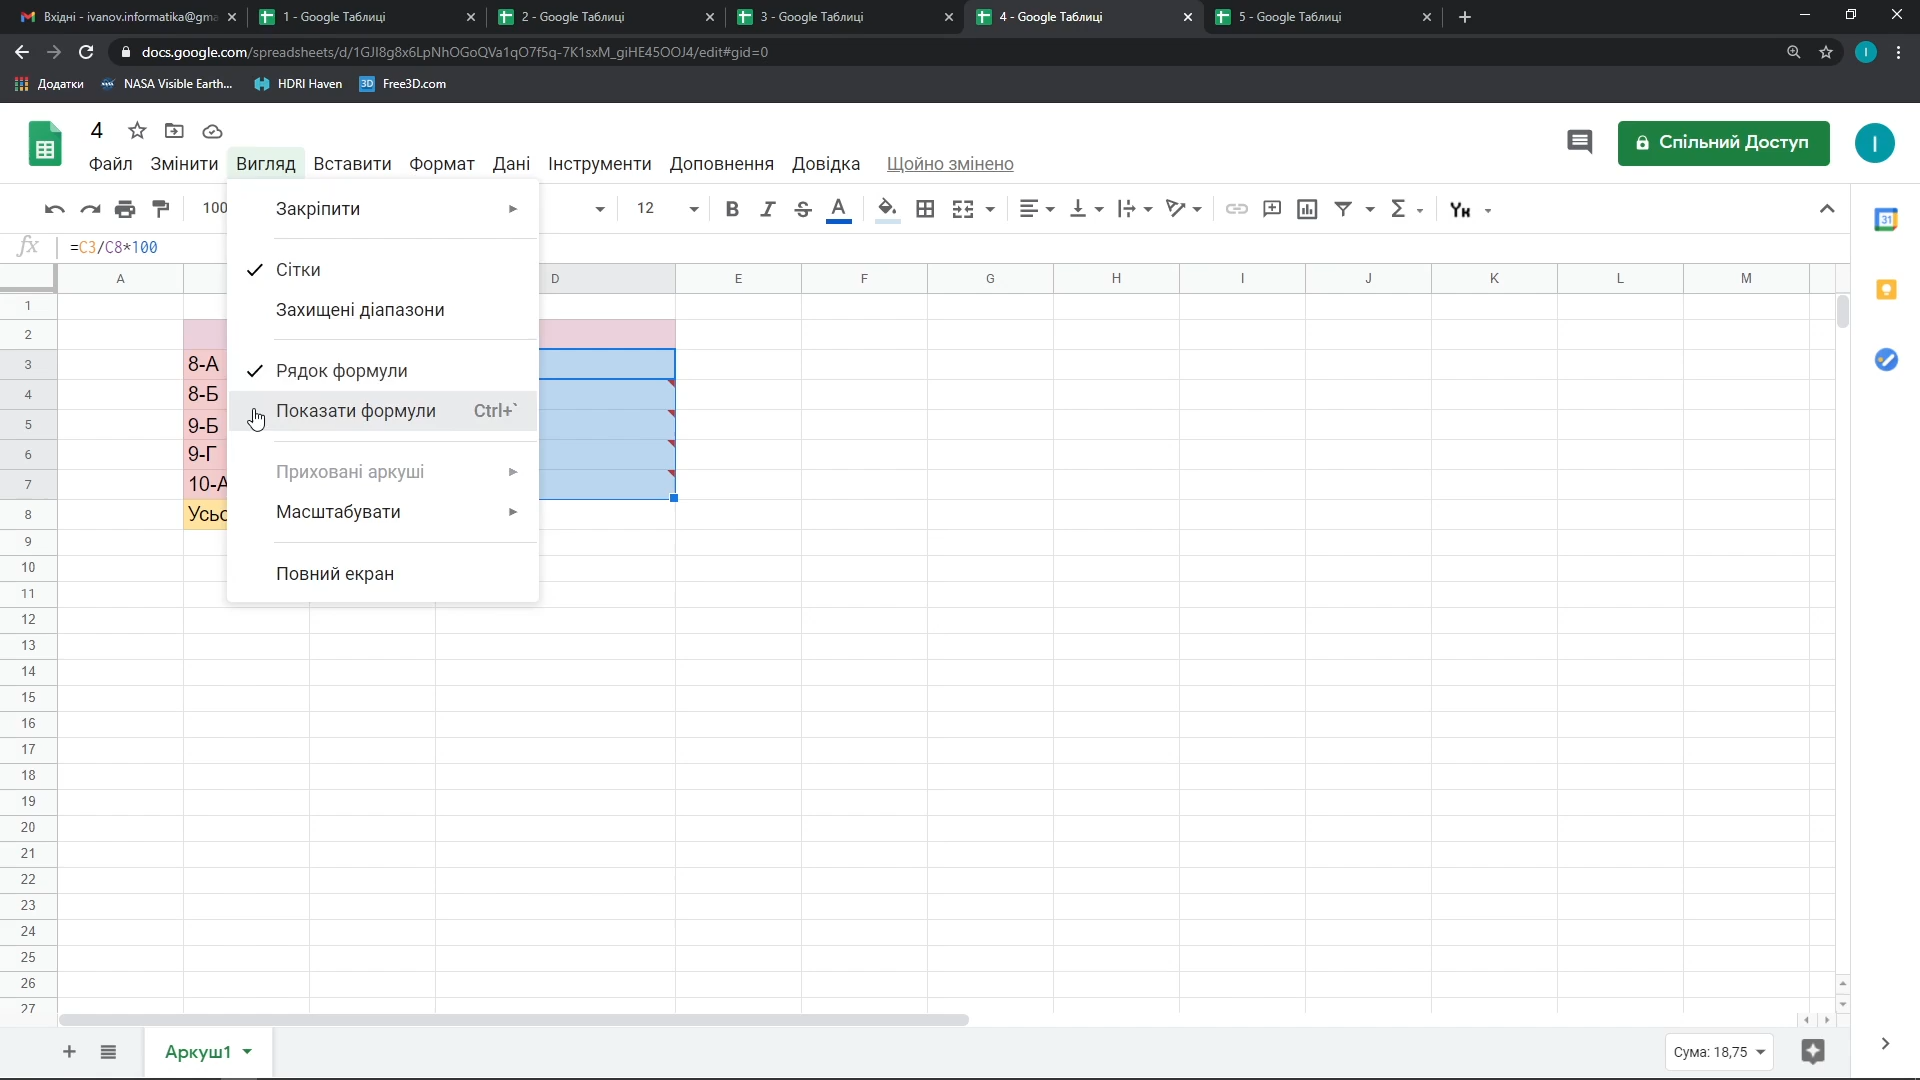 Вхідні - ivanov.informatika@gma
1 - Google Таблиці
2 - Google Таблиці
3 - Google Таблиці
4 - Google Таблиці
5 - Google Таблиці
docs.google.com/spreadsheets/d/1GJl8g8x6LpNhOGoQVa1qO7f5q-7K1sxM_giHE45OOJ4/edit#gid=0
І
Додатки
NASA Visible Earth...
HDRI Haven
3D
Free3D.com
4
Спільний Доступ
І
Файл Змінити Вигляд Вставити Формат Дані Інструменти Доповнення Довідка Щойно змінено
100
12
B I S A
Σ
Ун
31
fx =C3/C8*100
A D E F G H I J K L M
Закріпити
Сітки
Захищені діапазони
Рядок формули
Показати формули Ctrl+`
Приховані аркуші
Масштабувати
Повний екран
1
2
3 8-А
4 8-Б
5 9-Б
6 9-Г
7 10-А
8 Усьо
9
10
11
12
13
14
15
16
17
18
19
20
21
22
23
24
25
26
27
Аркуш1
Сума: 18,75